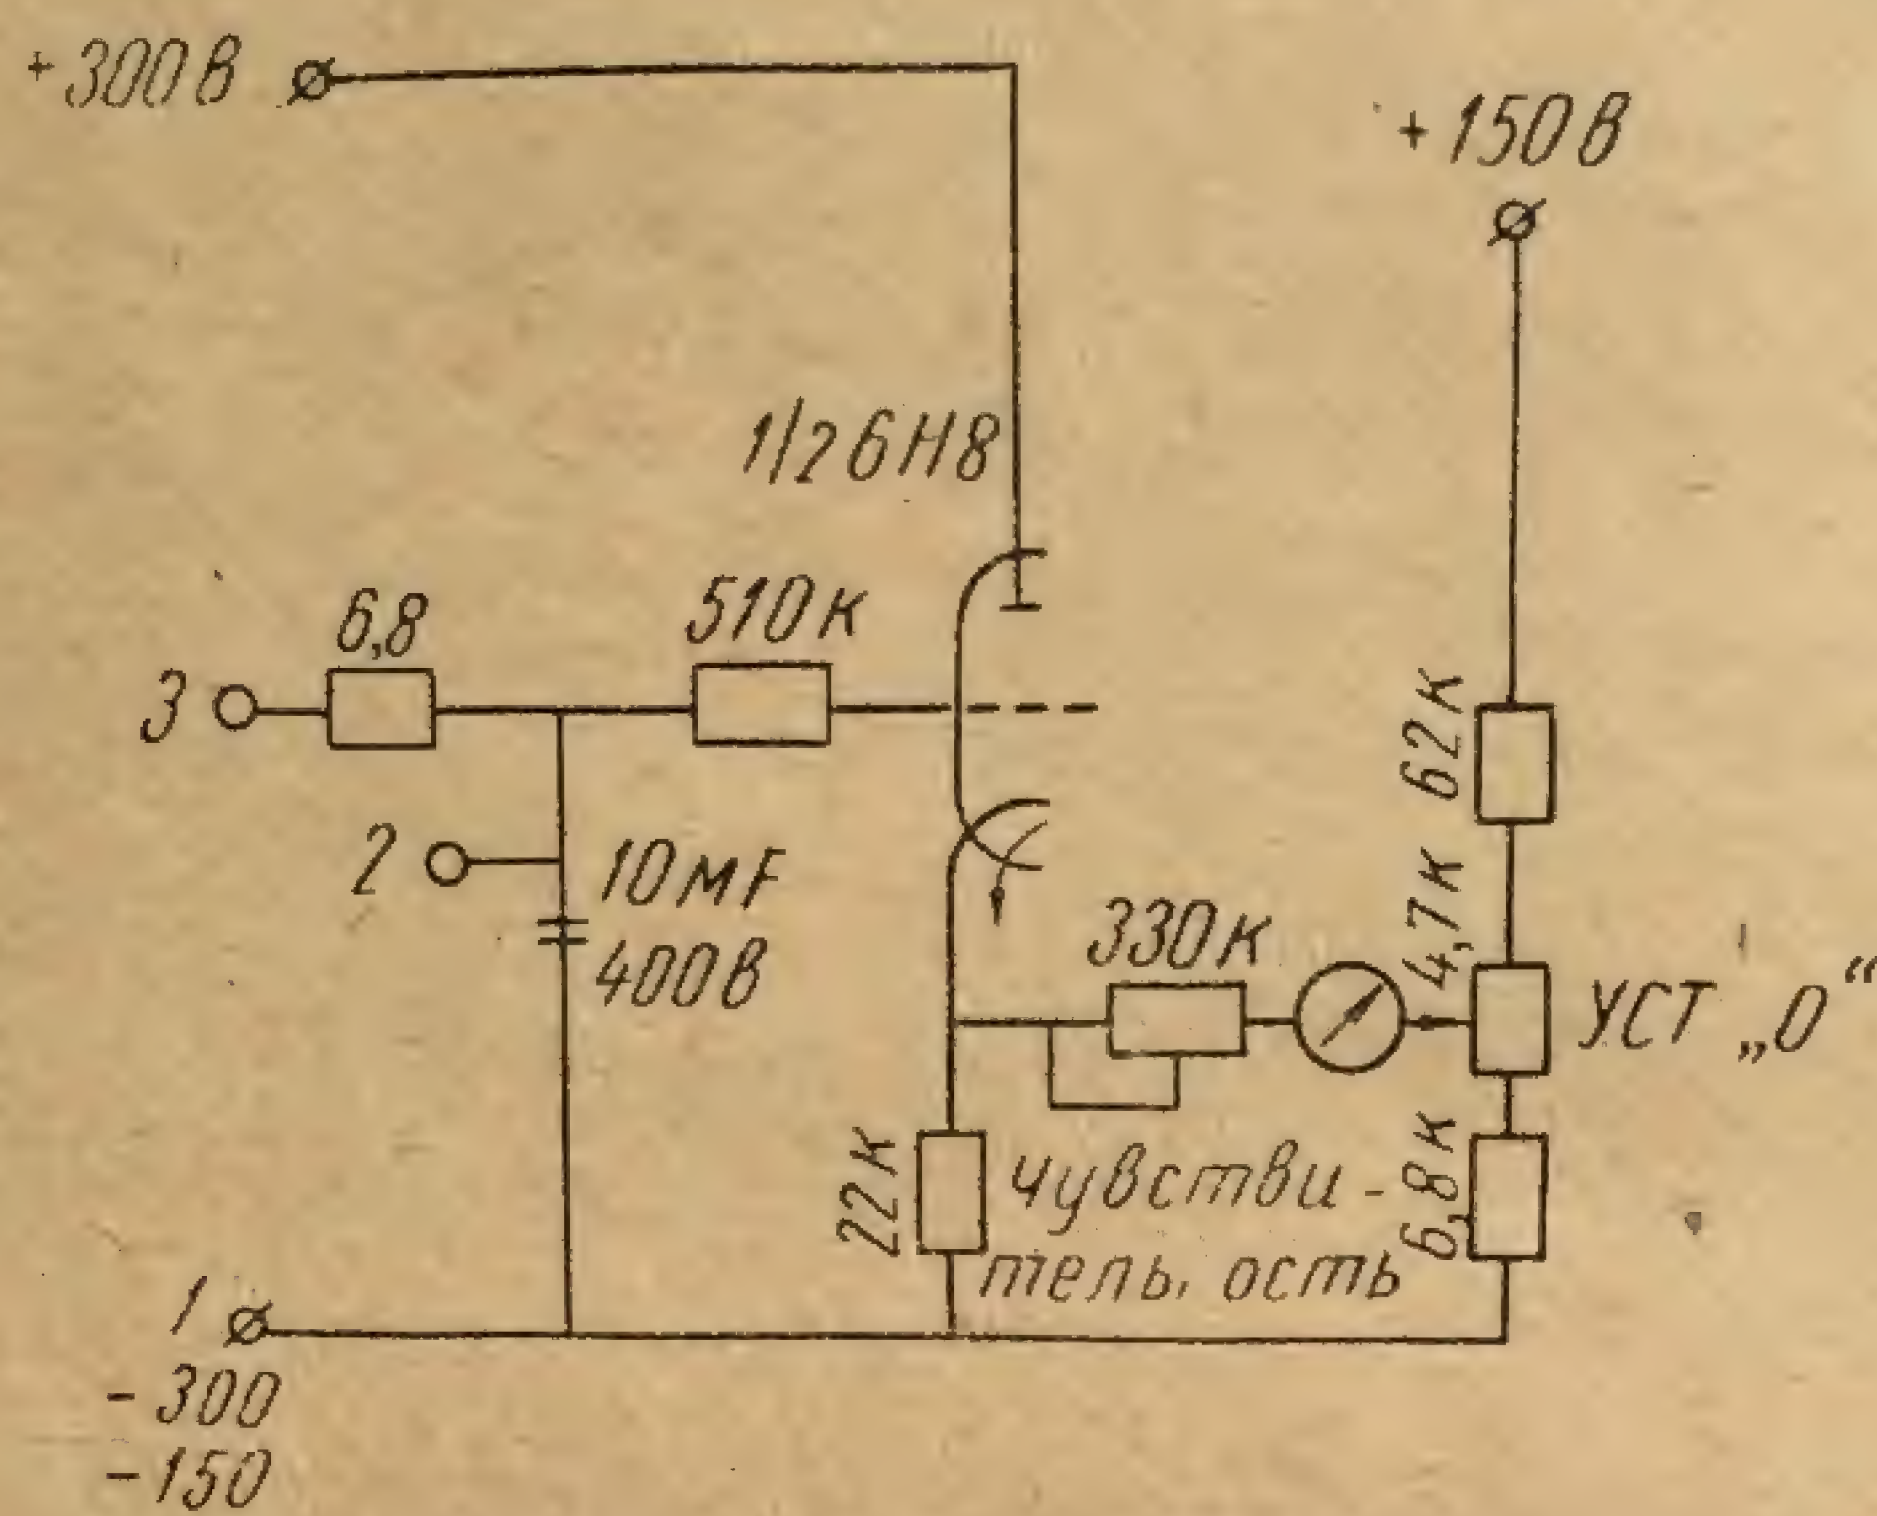 +300В
+150В
1/2 6Н8
6,8
510к
3
62к
2
10мF
400В
330к
4,7к
УСТ „0“
22к
чувстви-
тель, ость
6,8к
1
-300
-150